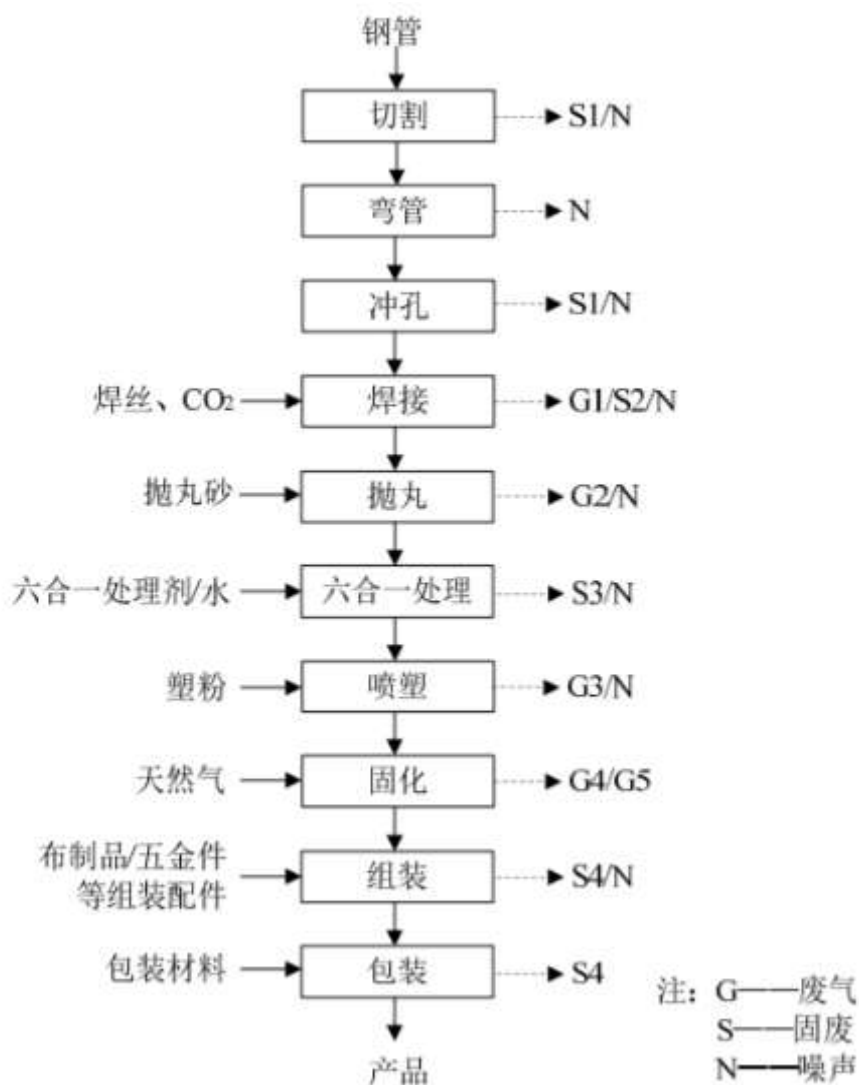 钢管
切割
S1/N
弯管
N
冲孔
S1/N
焊丝、CO₂
焊接
G1/S2/N
抛丸砂
抛丸
G2/N
六合一处理剂/水
六合一处理
S3/N
塑粉
喷塑
G3/N
天然气
固化
G4/G5
布制品/五金件
等组装配件
组装
S4/N
包装材料
包装
S4
产品
注：G——废气
S——固废
N——噪声